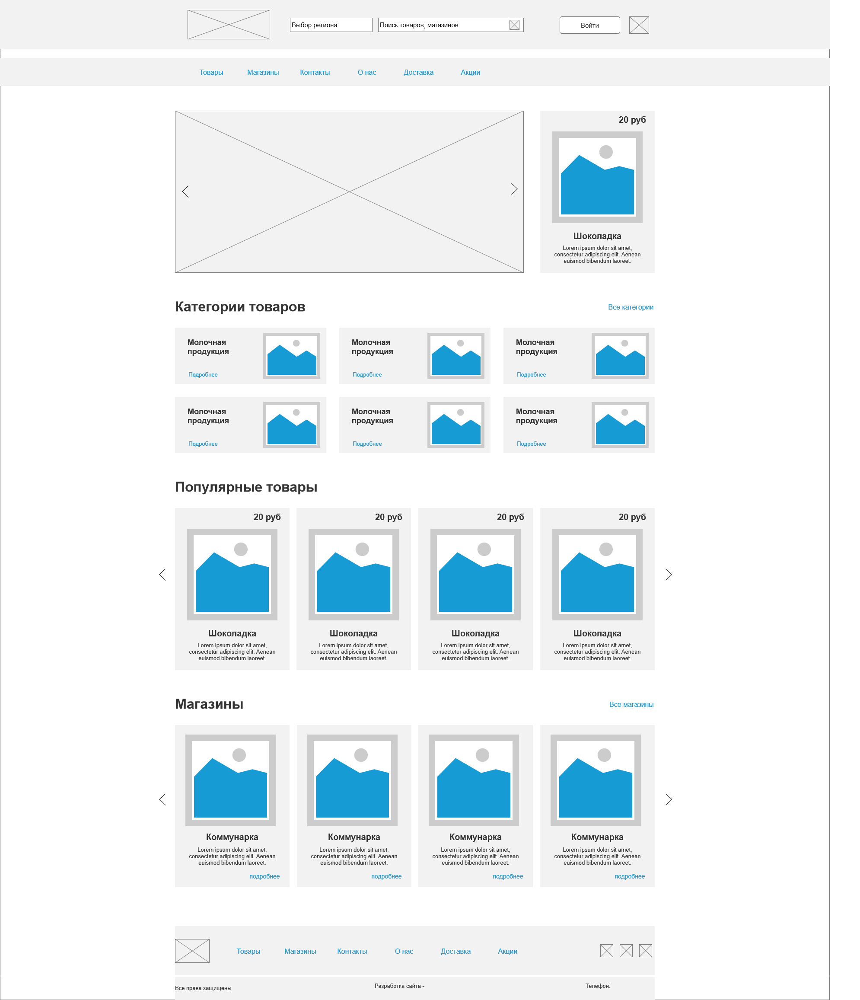 Выбор региона
Поиск товаров, магазинов
Войти
Товары
Магазины
Контакты
О нас
Доставка
Акции
20 руб
Шоколадка
Lorem ipsum dolor sit amet,
consectetur adipiscing elit. Aenean
euismod bibendum laoreet.
Категории товаров
Все категории
Молочная
продукция
Подробнее
Молочная
продукция
Подробнее
Молочная
продукция
Подробнее
Молочная
продукция
Подробнее
Молочная
продукция
Подробнее
Молочная
продукция
Подробнее
Популярные товары
20 руб
Шоколадка
Lorem ipsum dolor sit amet,
consectetur adipiscing elit. Aenean
euismod bibendum laoreet.
20 руб
Шоколадка
Lorem ipsum dolor sit amet,
consectetur adipiscing elit. Aenean
euismod bibendum laoreet.
20 руб
Шоколадка
Lorem ipsum dolor sit amet,
consectetur adipiscing elit. Aenean
euismod bibendum laoreet.
20 руб
Шоколадка
Lorem ipsum dolor sit amet,
consectetur adipiscing elit. Aenean
euismod bibendum laoreet.
Магазины
Все магазины
Коммунарка
Lorem ipsum dolor sit amet,
consectetur adipiscing elit. Aenean
euismod bibendum laoreet.
подробнее
Коммунарка
Lorem ipsum dolor sit amet,
consectetur adipiscing elit. Aenean
euismod bibendum laoreet.
подробнее
Коммунарка
Lorem ipsum dolor sit amet,
consectetur adipiscing elit. Aenean
euismod bibendum laoreet.
подробнее
Коммунарка
Lorem ipsum dolor sit amet,
consectetur adipiscing elit. Aenean
euismod bibendum laoreet.
подробнее
Товары
Магазины
Контакты
О нас
Доставка
Акции
Все права защищены
Разработка сайта -
Телефон: